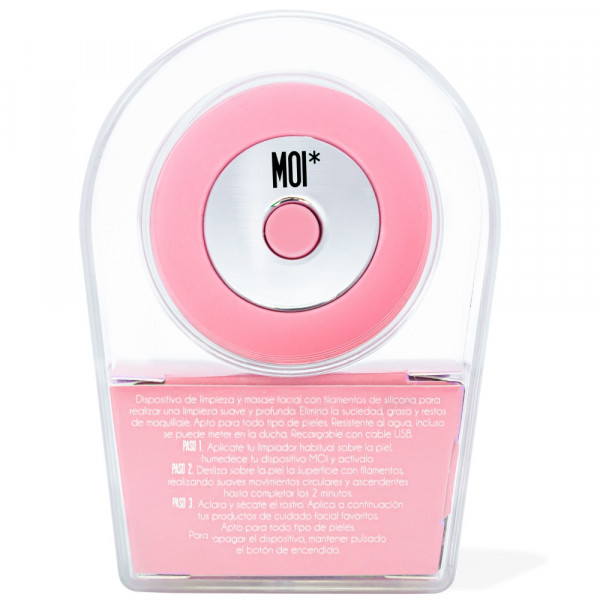 MOI*
Dispositivo de limpieza y masaje facial con filamentos de silicona para
realizar una limpieza suave y profunda. Elimina la suciedad, grasa y restos
de maquillaje. Apto para todo tipo de pieles. Resistente al agua, incluso
se puede meter en la ducha. Recargable con cable USB.
PASO 1. Aplicate tu limpiador habitual sobre la piel,
humedece tu dispositiva MOI y activalo.
PASO 2. Desliza sobre la piel la superficie con filamentos,
realizando suaves movimientos circulares y ascendentes
hasta completar los 2 minutos.
PASO 3. Aclara y sécate el rostro. Aplica a continuación
tus productos de cuidado facial favoritos.
Apto para todo tipo de pieles.
Para apagar el dispositivo, mantener pulsado
el botón de encendido.